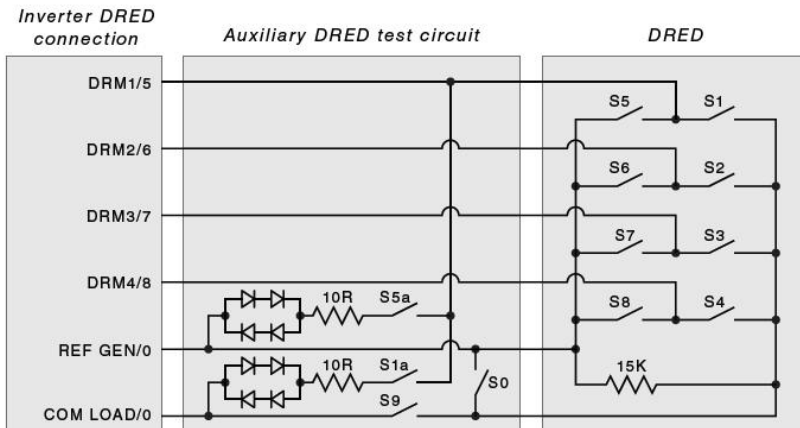 Inverter DRED
connection
Auxiliary DRED test circuit
DRED
DRM1/5
S5
S1
DRM2/6
S6
S2
DRM3/7
S7
S3
DRM4/8
10R
S5a
S8
S4
REF GEN/0
10R
S1a
S0
15K
S9
COM LOAD/0